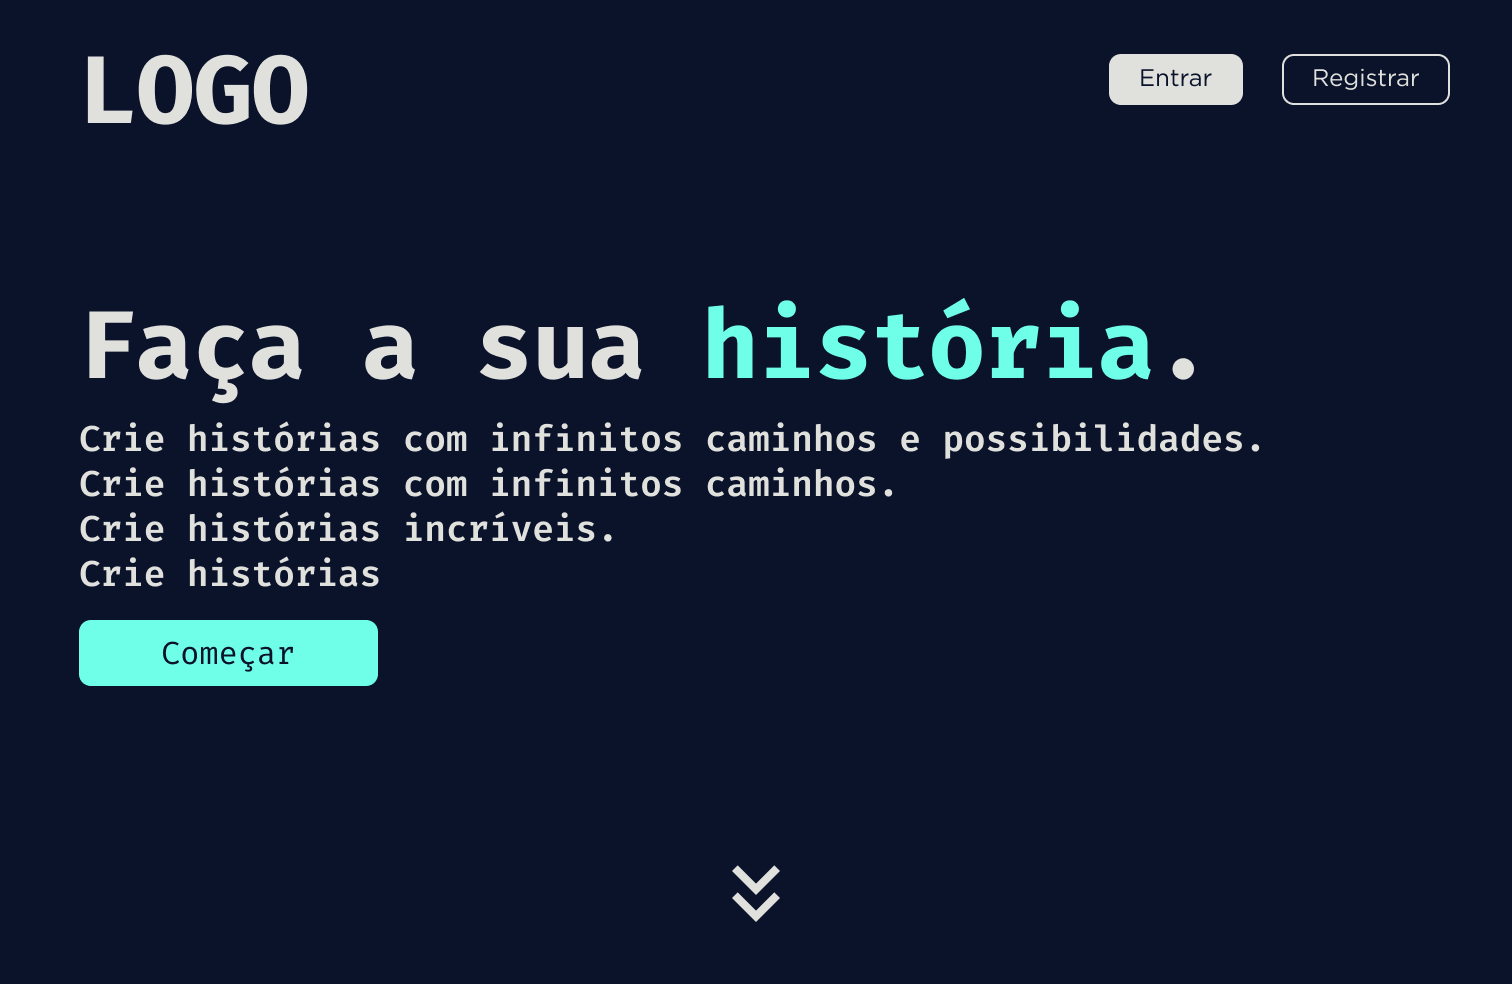 LOGO
Entrar
Registrar
Faça a sua história.
Crie histórias com infinitos caminhos e possibilidades.
Crie histórias com infinitos caminhos.
Crie histórias incríveis.
Crie histórias
Começar